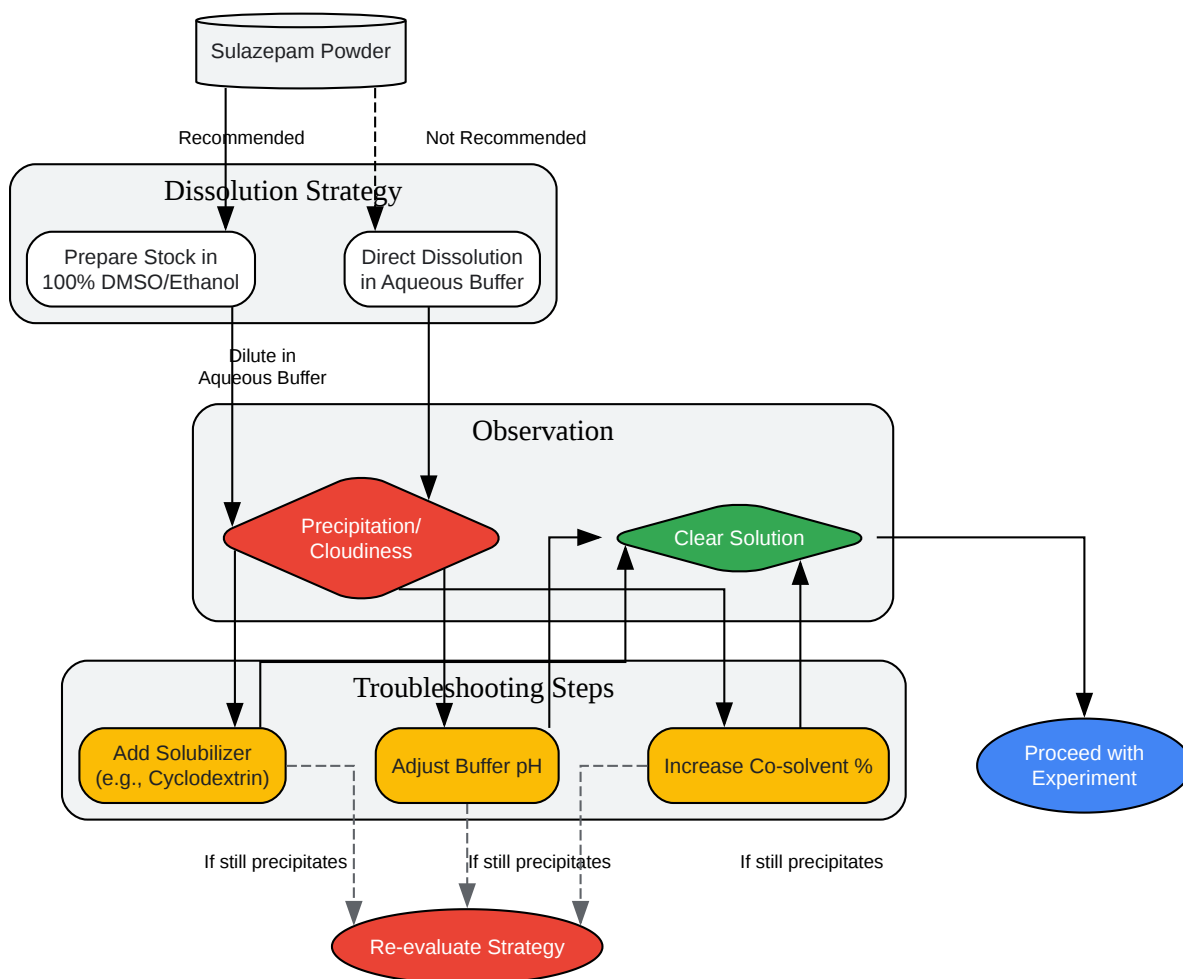 Sulazepam Powder
Recommended
Not Recommended
Dissolution Strategy
Prepare Stock in
100% DMSO/Ethanol
Direct Dissolution
in Aqueous Buffer
Dilute in
Aqueous Buffer
Observation
Precipitation/
Cloudiness
Clear Solution
Troubleshooting Steps
Add Solubilizer
(e.g., Cyclodextrin)
Adjust Buffer pH
Increase Co-solvent %
Proceed with
Experiment
If still precipitates
If still precipitates
If still precipitates
Re-evaluate Strategy